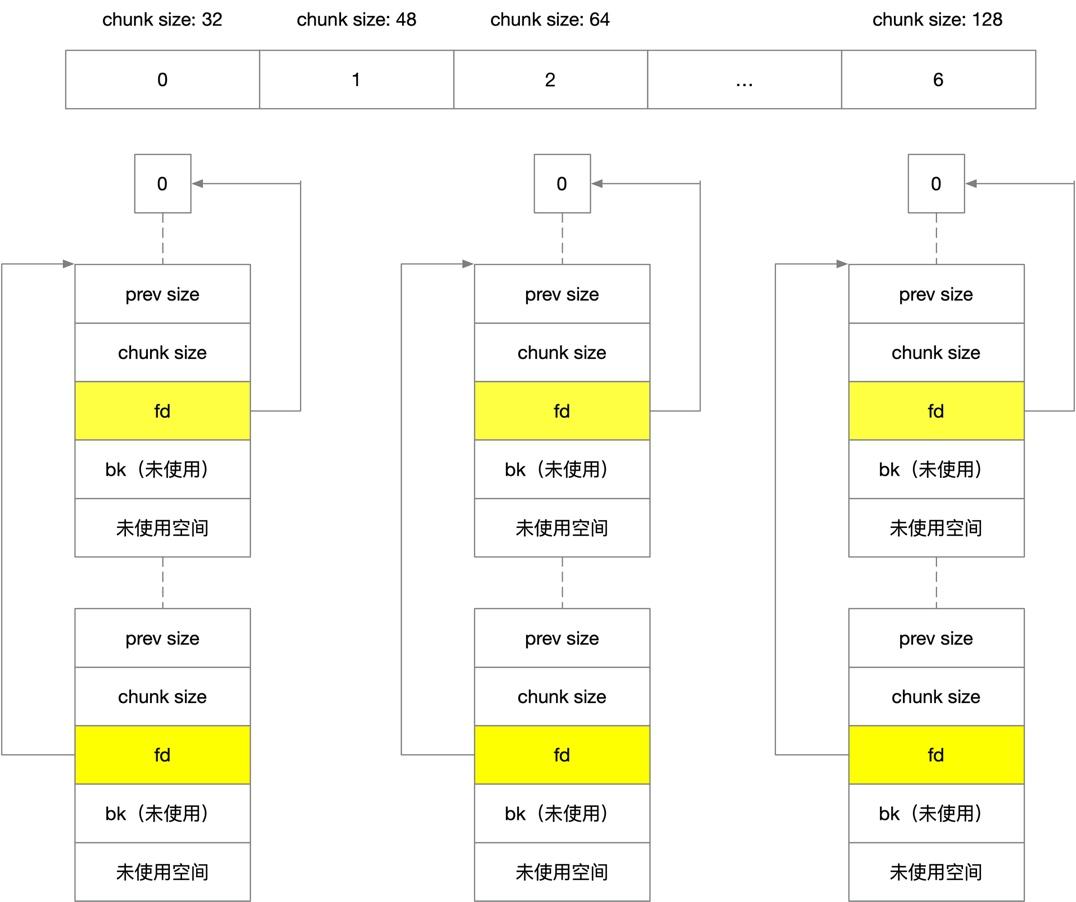 chunk size: 32
chunk size: 48
chunk size: 64
chunk size: 128
0
1
2
...
6
0
0
0
prev size
prev size
prev size
chunk size
chunk size
chunk size
fd
fd
fd
bk（未使用）
bk（未使用）
bk（未使用）
未使用空间
未使用空间
未使用空间
prev size
prev size
prev size
chunk size
chunk size
chunk size
fd
fd
fd
bk（未使用）
bk（未使用）
bk（未使用）
未使用空间
未使用空间
未使用空间